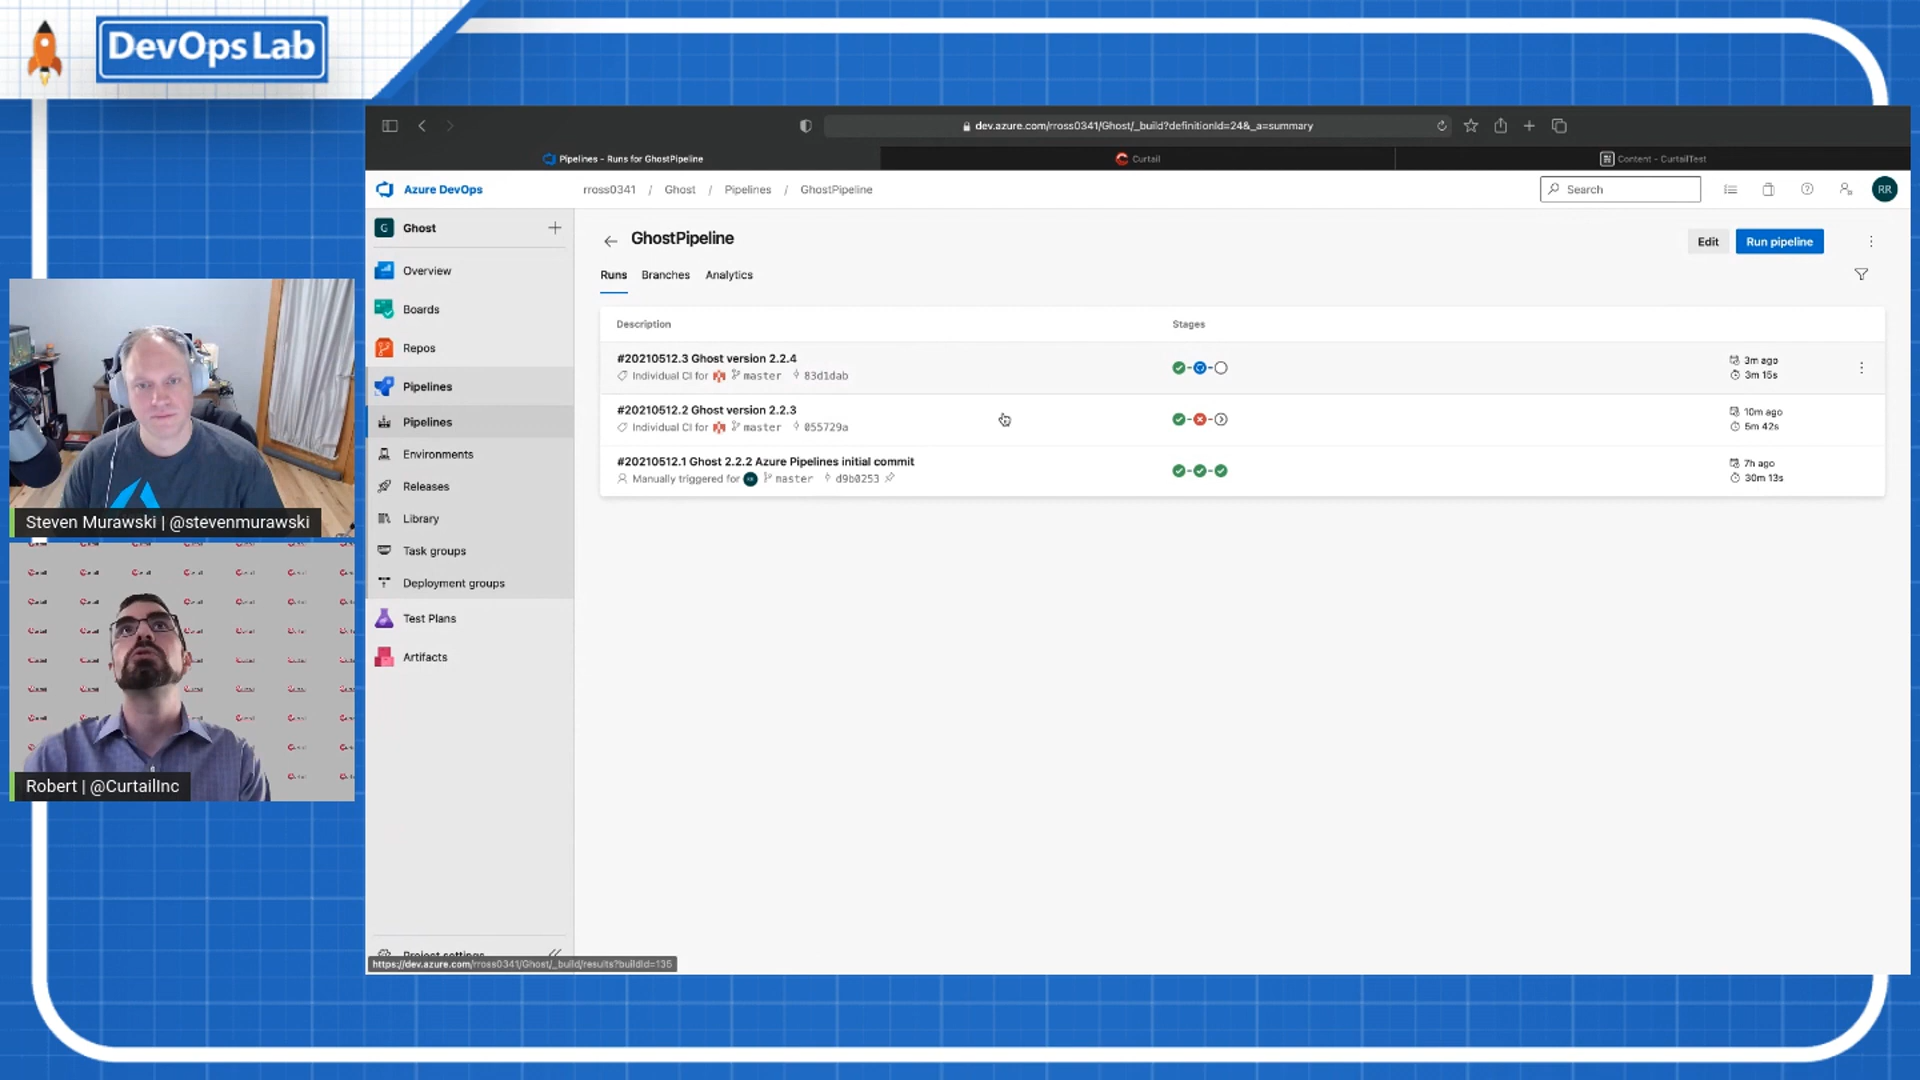 DevOps Lab
dev.azure.com/rross0341/Ghost/_build?definitionId=24&_a=summary
Pipelines - Runs for GhostPipeline
Curtail
Content - CurtailTest
Azure DevOps
rross0341 / Ghost / Pipelines / GhostPipeline
Search
RR
G Ghost
Overview
Boards
Repos
Pipelines
Pipelines
Environments
Releases
Library
Task groups
Deployment groups
Test Plans
Artifacts
Project settings
https://dev.azure.com/rross0341/Ghost/_build/results?buildId=135
GhostPipeline
Edit
Run pipeline
Runs Branches Analytics
Description Stages
#20210512.3 Ghost version 2.2.4
Individual CI for master 83d1dab
3m ago
3m 15s
#20210512.2 Ghost version 2.2.3
Individual CI for master 055729a
10m ago
5m 42s
#20210512.1 Ghost 2.2.2 Azure Pipelines initial commit
Manually triggered for master d9b0253
7h ago
30m 13s
Steven Murawski | @stevenmurawski
Robert | @CurtailInc